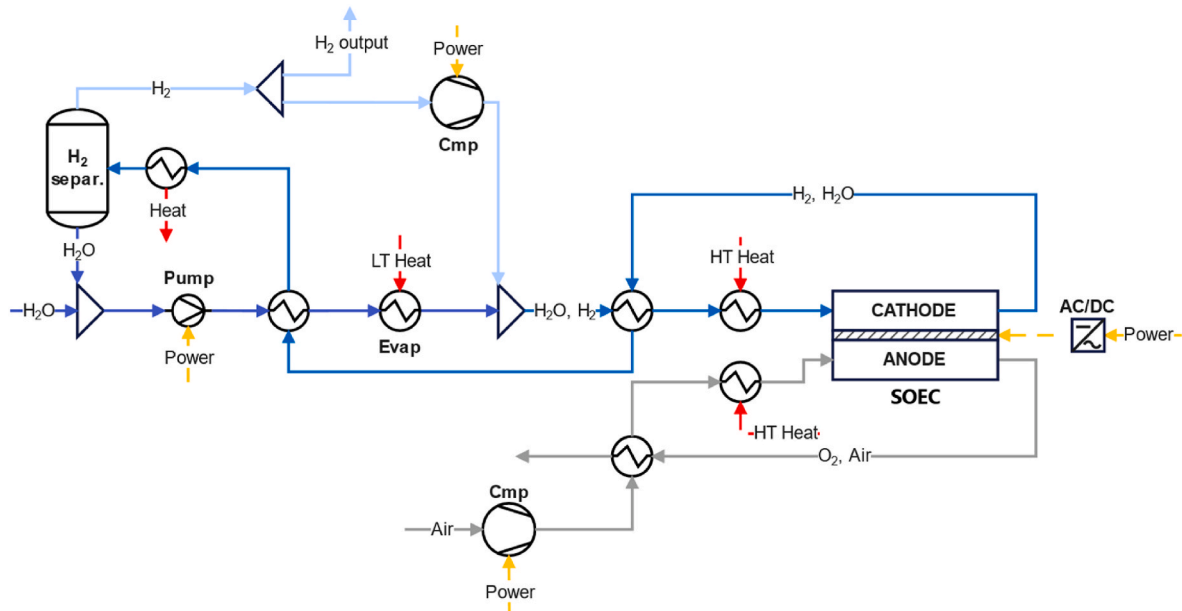 H₂ output
Power
H₂
Cmp
H₂
separ.
Heat
H₂, H₂O
H₂O
LT Heat
HT Heat
Pump
H₂O
H₂O, H₂
CATHODE
AC/DC
Power
Evap
Power
ANODE
SOEC
HT Heat
O₂, Air
Cmp
Air
Power